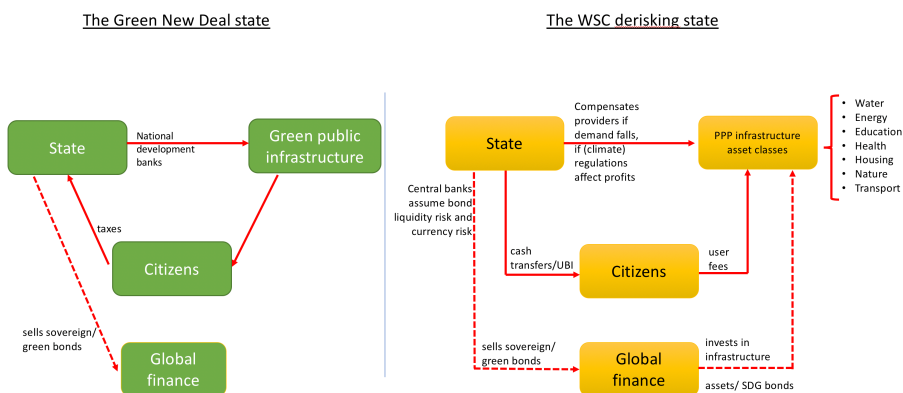 The Green New Deal state
State
National
development
banks
Green public
infrastructure
taxes
Citizens
sells sovereign/
green bonds
Global
finance
The WSC derisking state
State
Compensates
providers if
demand falls,
if (climate)
regulations
affect profits
PPP infrastructure
asset classes
• Water
• Energy
• Education
• Health
• Housing
• Nature
• Transport
Central banks
assume bond
liquidity risk and
currency risk
cash
transfers/UBI
Citizens
user
fees
sells sovereign/
green bonds
Global
finance
invests in
infrastructure
assets/ SDG bonds